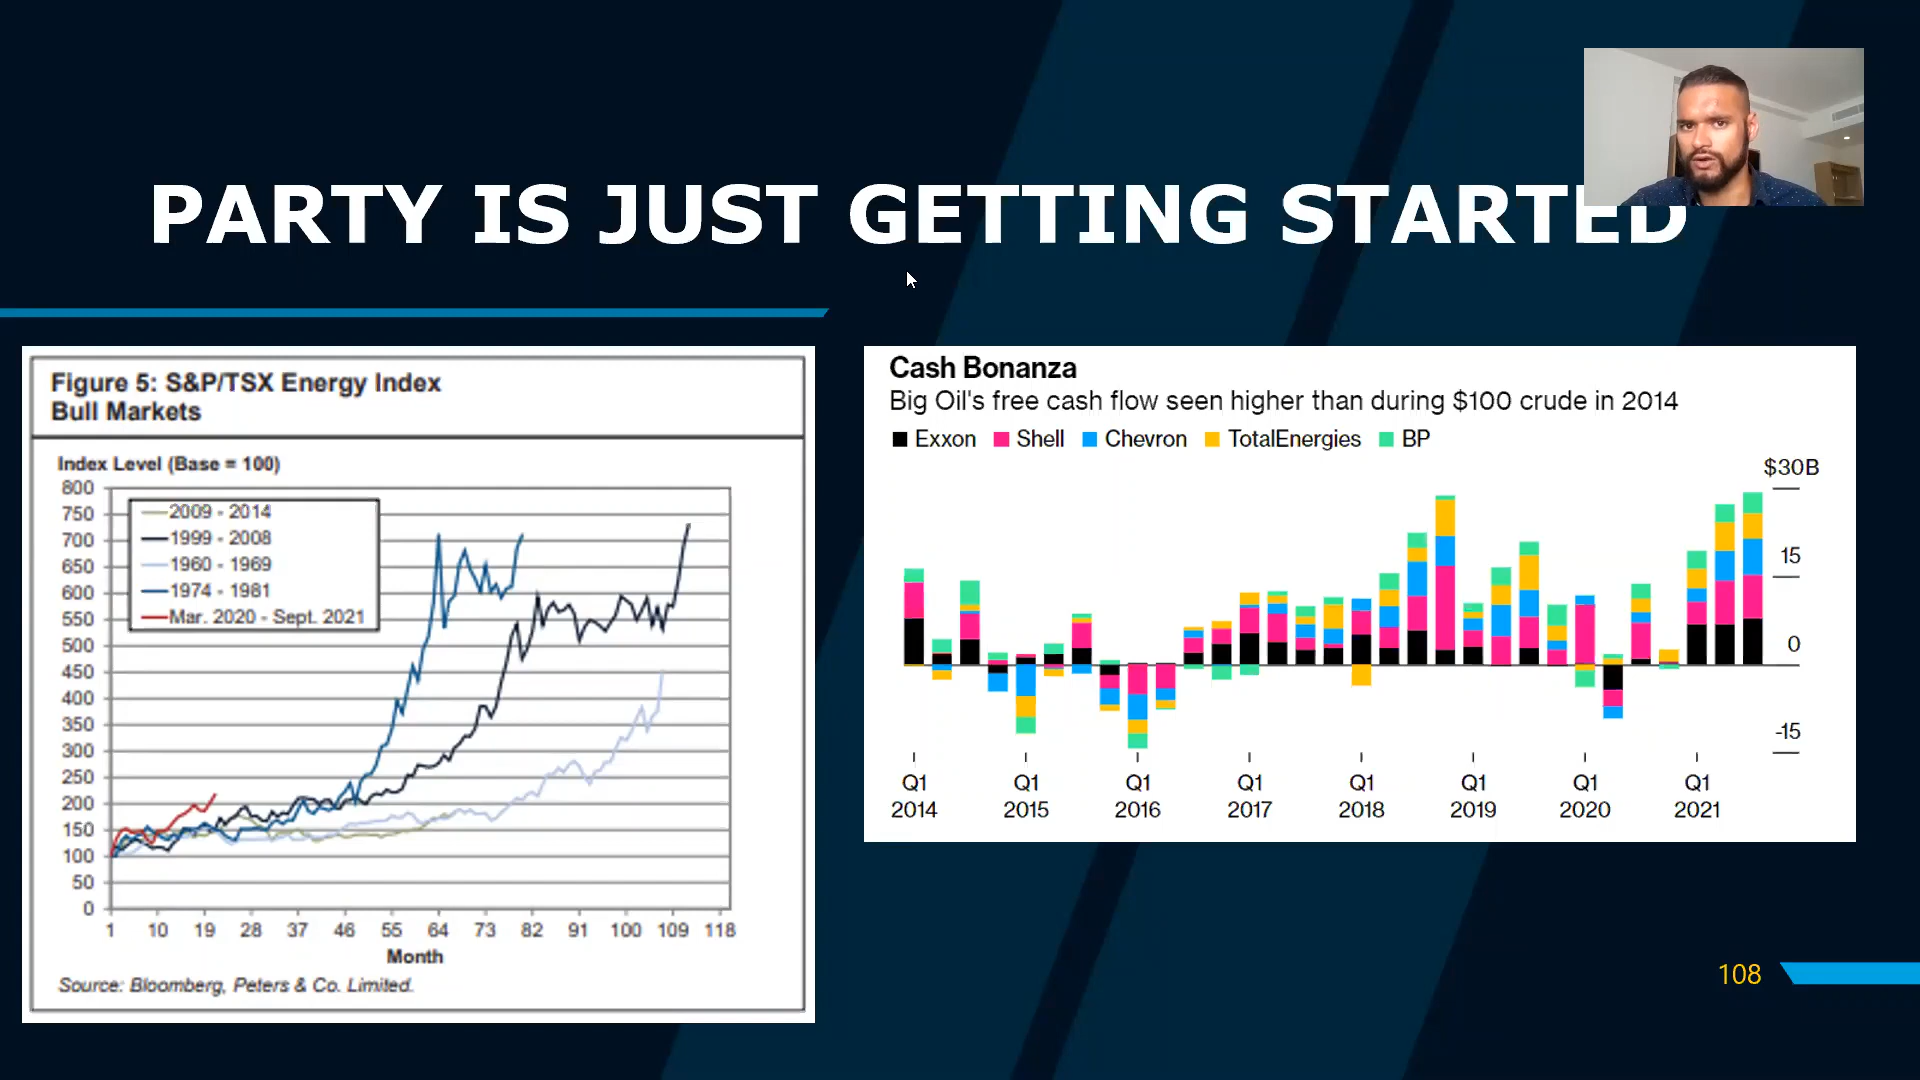 PARTY IS JUST GETTING STARTED
Figure 5: S&P/TSX Energy Index
Bull Markets
Index Level (Base = 100)
800
750
700
650
600
550
500
450
400
350
300
250
200
150
100
50
0
2009 - 2014
1999 - 2008
1960 - 1969
1974 - 1981
Mar. 2020 - Sept. 2021
1 10 19 28 37 46 55 64 73 82 91 100 109 118
Month
Source: Bloomberg, Peters & Co. Limited.
Cash Bonanza
Big Oil's free cash flow seen higher than during $100 crude in 2014
Exxon Shell Chevron TotalEnergies BP
$30B
15
0
-15
Q1 Q1 Q1 Q1 Q1 Q1 Q1 Q1
2014 2015 2016 2017 2018 2019 2020 2021
108